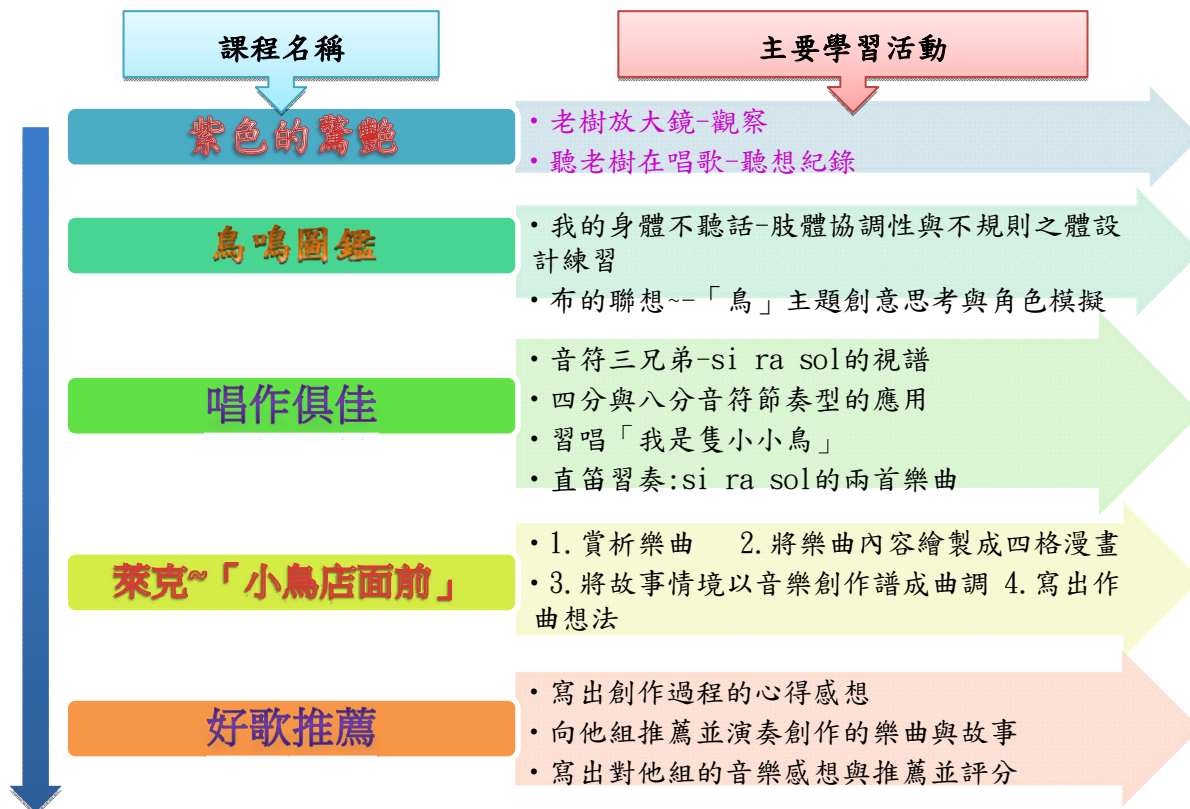 課程名稱
主要學習活動
紫色的驚艷
・老樹放大鏡-觀察
・聽老樹在唱歌-聽想紀錄
鳥鳴圖鑑
・我的身體不聽話-肢體協調性與不規則之體設
計練習
・布的聯想~-「鳥」主題創意思考與角色模擬
唱作俱佳
・音符三兄弟-si ra sol的視譜
・四分與八分音符節奏型的應用
・習唱「我是隻小小鳥」
・直笛習奏:si ra sol的兩首樂曲
萊克~「小鳥店面前」
・1.賞析樂曲 2.將樂曲內容繪製成四格漫畫
・3.將故事情境以音樂創作譜成曲調 4.寫出作
曲想法
好歌推薦
・寫出創作過程的心得感想
・向他組推薦並演奏創作的樂曲與故事
・寫出對他組的音樂感想與推薦並評分